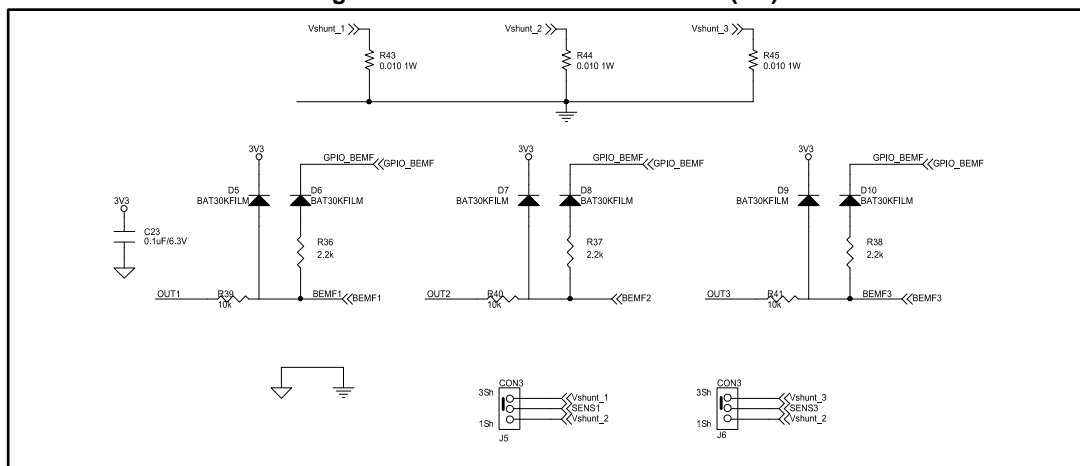 Vshunt_1
Vshunt_2
Vshunt_3
R43
0.010 1W
R44
0.010 1W
R45
0.010 1W
3V3
GPIO_BEMF
GPIO_BEMF
D5
BAT30KFILM
D6
BAT30KFILM
R36
2.2k
OUT1
R39
10k
BEMF1
BEMF1
3V3
C23
0.1uF/6.3V
3V3
GPIO_BEMF
GPIO_BEMF
D7
BAT30KFILM
D8
BAT30KFILM
R37
2.2k
OUT2
R40
10k
BEMF2
3V3
GPIO_BEMF
GPIO_BEMF
D9
BAT30KFILM
D10
BAT30KFILM
R38
2.2k
OUT3
R41
10k
BEMF3
BEMF3
CON3
3Sh
1Sh
J5
Vshunt_1
SENS1
Vshunt_2
CON3
3Sh
1Sh
J6
Vshunt_3
SENS3
Vshunt_2